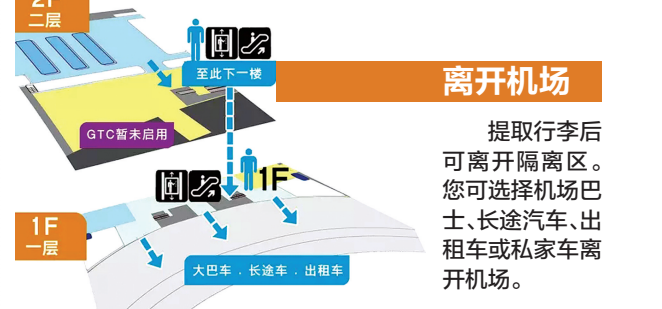 2F
二层
至此下一楼
GTC暂未启用
1F
1F
一层
大巴车 . 长途车 . 出租车
离开机场
提取行李后
可离开隔离区。
您可选择机场巴
士、长途汽车、出
租车或私家车离
开机场。